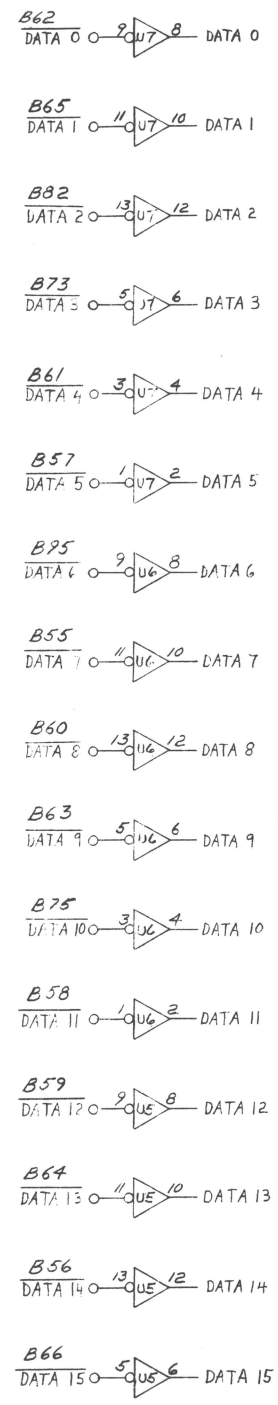 B62
DATA 0 9 U7 8 DATA 0
B65
DATA 1 11 U7 10 DATA 1
B82
DATA 2 13 U7 12 DATA 2
B73
DATA 3 5 U7 6 DATA 3
B61
DATA 4 3 U7 4 DATA 4
B57
DATA 5 1 U7 2 DATA 5
B95
DATA 6 9 U6 8 DATA 6
B55
DATA 7 11 U6 10 DATA 7
B60
DATA 8 13 U6 12 DATA 8
B63
DATA 9 5 U6 6 DATA 9
B75
DATA 10 3 U6 4 DATA 10
B58
DATA 11 1 U6 2 DATA 11
B59
DATA 12 9 U5 8 DATA 12
B64
DATA 13 11 U5 10 DATA 13
B56
DATA 14 13 U5 12 DATA 14
B66
DATA 15 5 U5 6 DATA 15